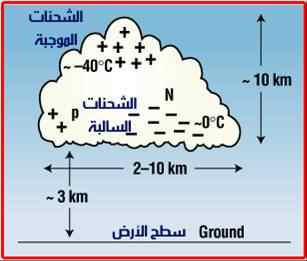 الشحنات
الموجبة
~ −40°C
~ 10 km
الشحنات
السالبة
N
p
~0°C
2–10 km
~ 3 km
سطح الأرض Ground